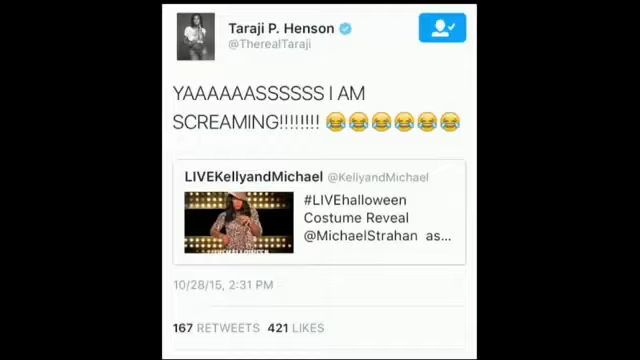 Taraji P. Henson
@TherealTaraji
YAAAAAASSSSSS I AM
SCREAMING!!!!!!!! 😂😂😂😂😂😂
LIVEKellyandMichael @KellyandMichael
#LIVEhalloween
Costume Reveal
@MichaelStrahan as...
10/28/15, 2:31 PM
167 RETWEETS 421 LIKES